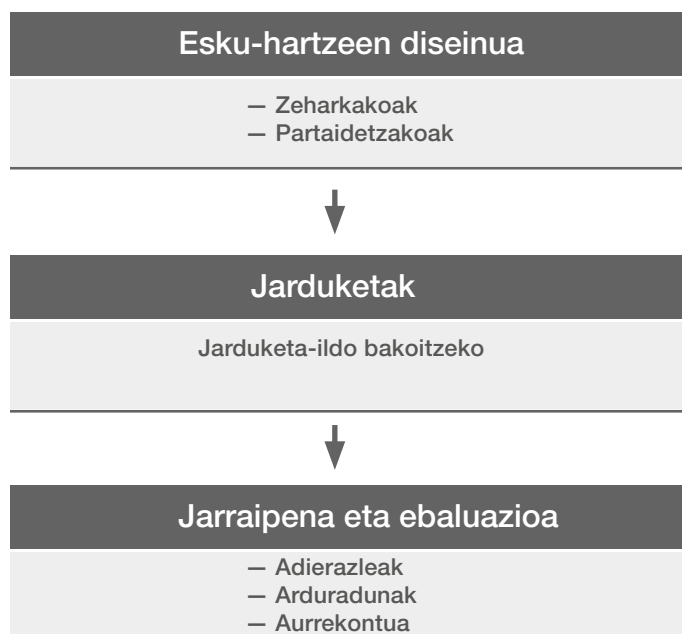 Esku-hartzeen diseinua
— Zeharkakoak
— Partaidetzakoak
Jarduketak
Jarduketa-ildo bakoitzeko
Jarraipena eta ebaluazioa
— Adierazleak
— Arduradunak
— Aurrekontua